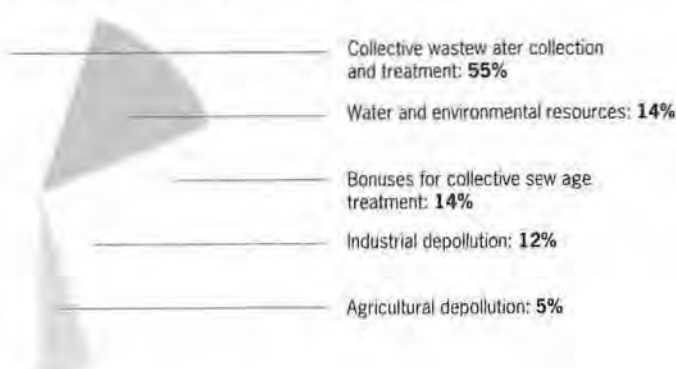 Collective wastew ater collection
and treatment: 55%
Water and environmental resources: 14%
Bonuses for collective sew age
treatment: 14%
Industrial depollution: 12%
Agricultural depollution: 5%